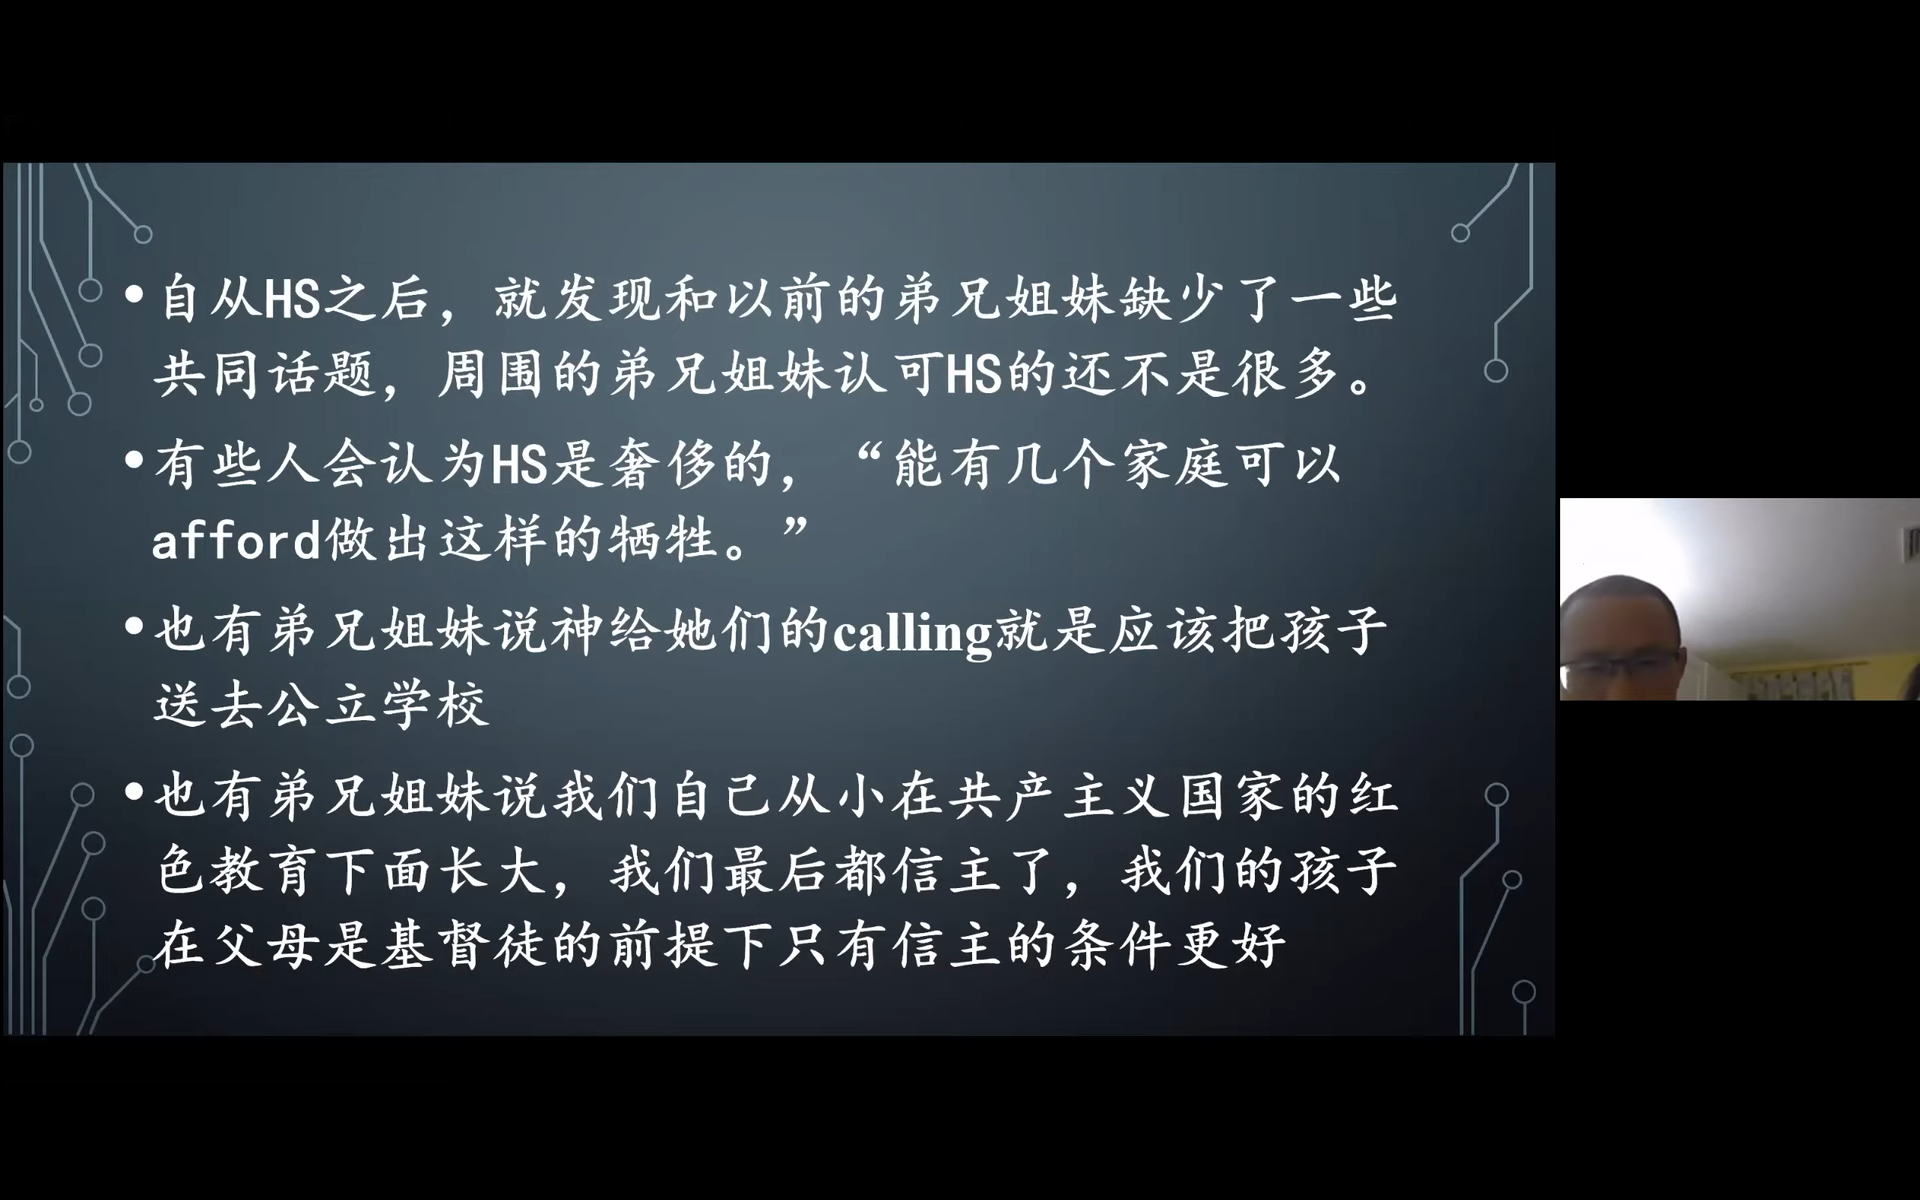 •自从HS之后，就发现和以前的弟兄姐妹缺少了一些
共同话题，周围的弟兄姐妹认可HS的还不是很多。
•有些人会认为HS是奢侈的，“能有几个家庭可以
afford做出这样的牺牲。”
•也有弟兄姐妹说神给她们的calling就是应该把孩子
送去公立学校
•也有弟兄姐妹说我们自己从小在共产主义国家的红
色教育下面长大，我们最后都信主了，我们的孩子
在父母是基督徒的前提下只有信主的条件更好